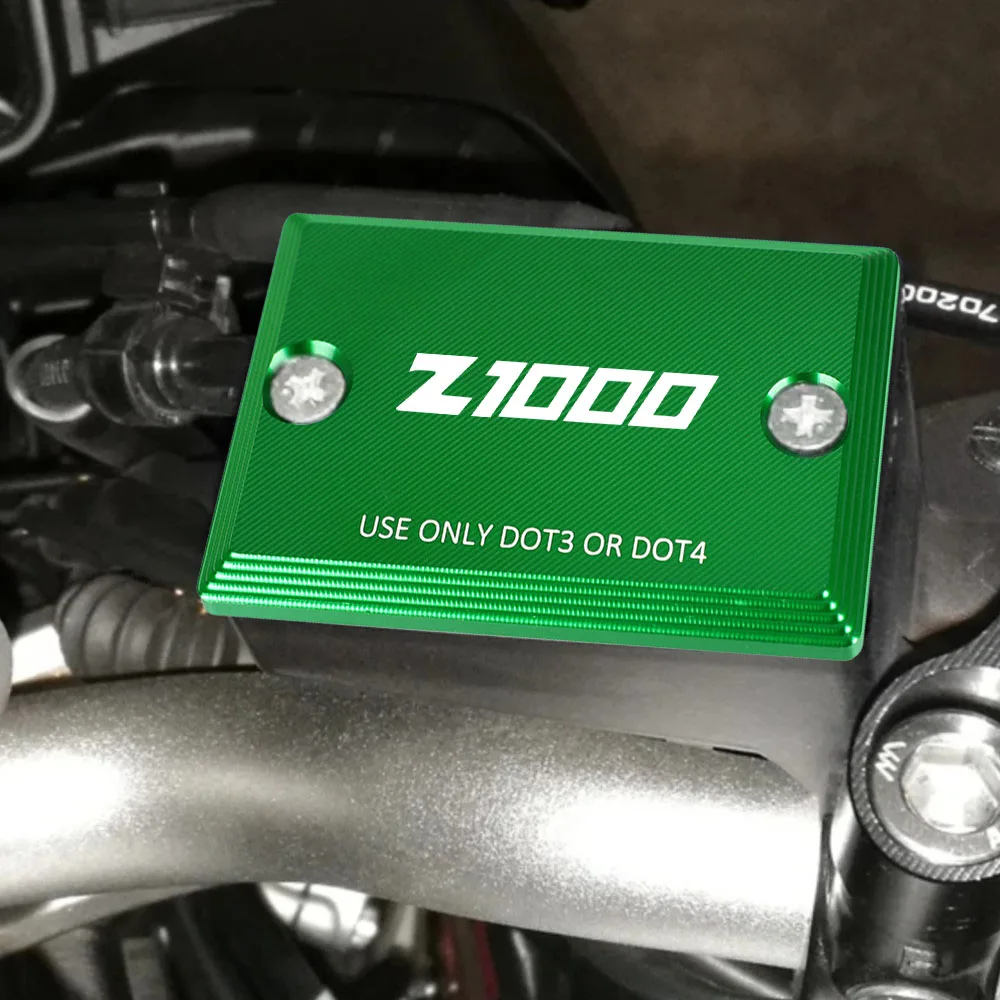 Z1000
USE ONLY DOT3 OR DOT4